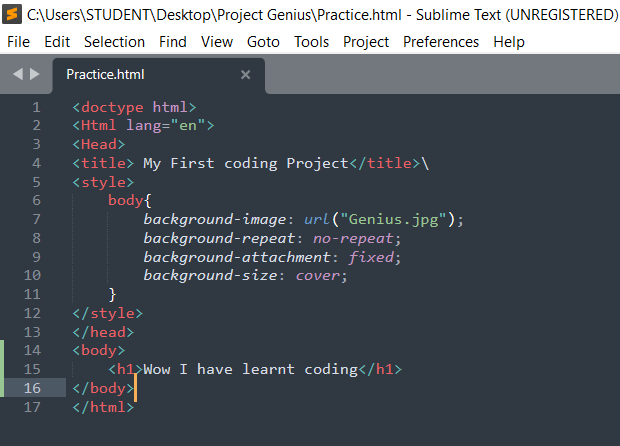 C:\Users\STUDENT\Desktop\Project Genius\Practice.html - Sublime Text (UNREGISTERED)
File Edit Selection Find View Goto Tools Project Preferences Help
Practice.html
1 <doctype html>
2 <Html lang="en">
3 <Head>
4 <title> My First coding Project</title>\
5 <style>
6 body{
7 background-image: url("Genius.jpg");
8 background-repeat: no-repeat;
9 background-attachment: fixed;
10 background-size: cover;
11 }
12 </style>
13 </head>
14 <body>
15 <h1>Wow I have learnt coding</h1>
16 </body>
17 </html>